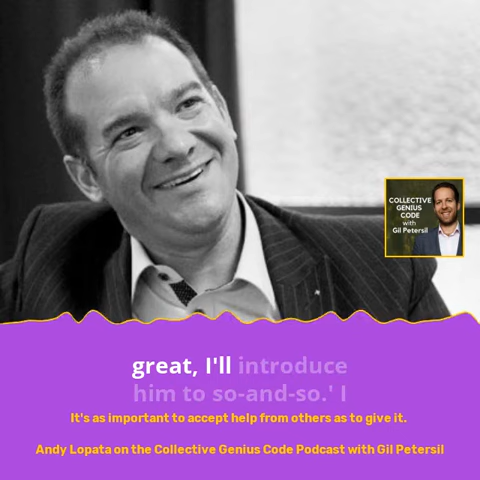 COLLECTIVE
GENIUS
CODE
with
Gil Petersil
great, I'll introduce
him to so-and-so.' I
It's as important to accept help from others as to give it.
Andy Lopata on the Collective Genius Code Podcast with Gil Petersil